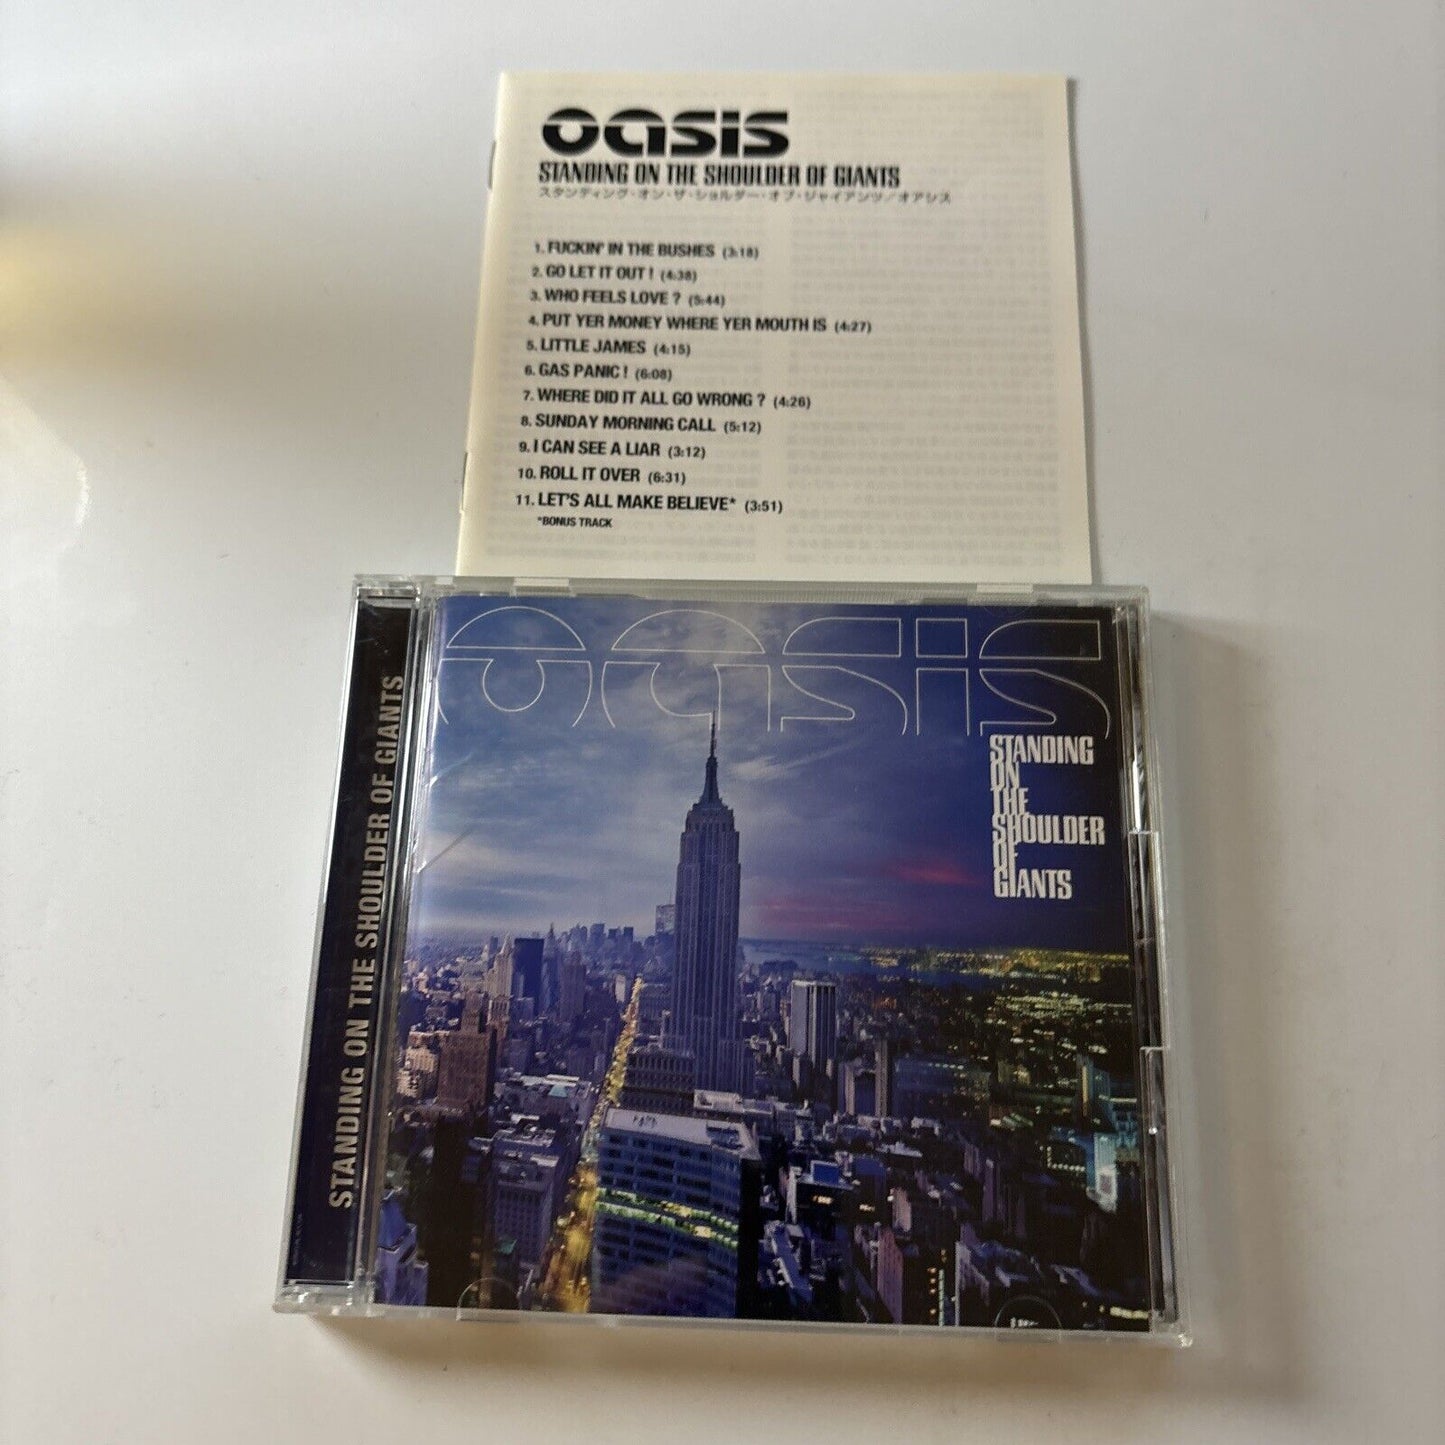 oasis
STANDING ON THE SHOULDER OF GIANTS
スタンディング・オン・ザ・ショルダー・オブ・ジャイアンツ／オアシス
1. FUCKIN' IN THE BUSHES (3:18)
2. GO LET IT OUT ! (4:38)
3. WHO FEELS LOVE ? (5:44)
4. PUT YER MONEY WHERE YER MOUTH IS (4:27)
5. LITTLE JAMES (4:15)
6. GAS PANIC ! (6:08)
7. WHERE DID IT ALL GO WRONG ? (4:26)
8. SUNDAY MORNING CALL (5:12)
9. I CAN SEE A LIAR (3:12)
10. ROLL IT OVER (6:31)
11. LET'S ALL MAKE BELIEVE* (3:51)
*BONUS TRACK
oasis
STANDING
ON
THE
SHOULDER
OF
GIANTS
STANDING ON THE SHOULDER OF GIANTS